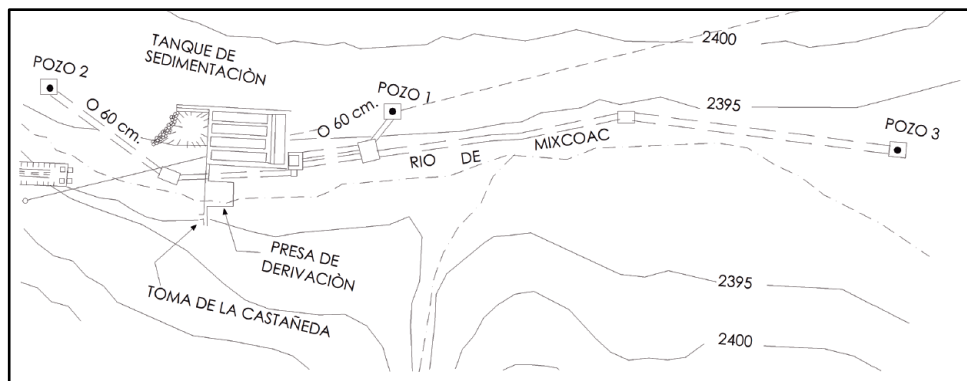 TANQUE DE
SEDIMENTACIÒN
2400
POZO 2
O 60 cm.
POZO 1
O 60 cm.
2395
POZO 3
RIO DE MIXCOAC
PRESA DE
DERIVACIÒN
TOMA DE LA CASTAÑEDA
2395
2400